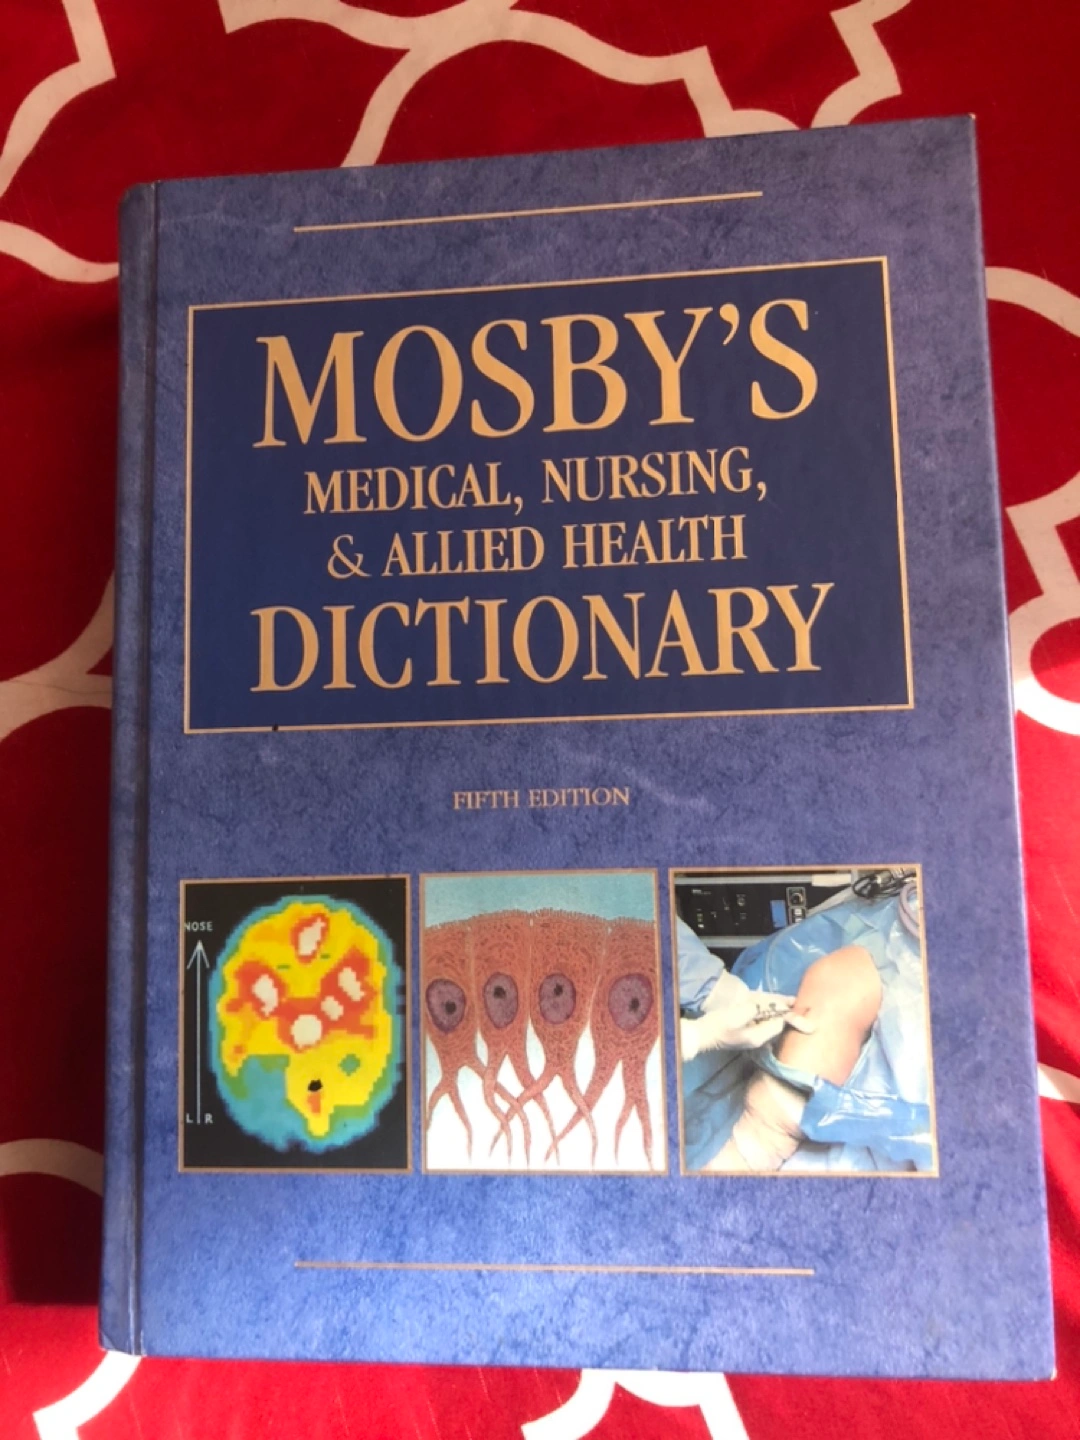 MOSBY'S
MEDICAL, NURSING,
& ALLIED HEALTH
DICTIONARY
FIFTH EDITION
NOSE
L R